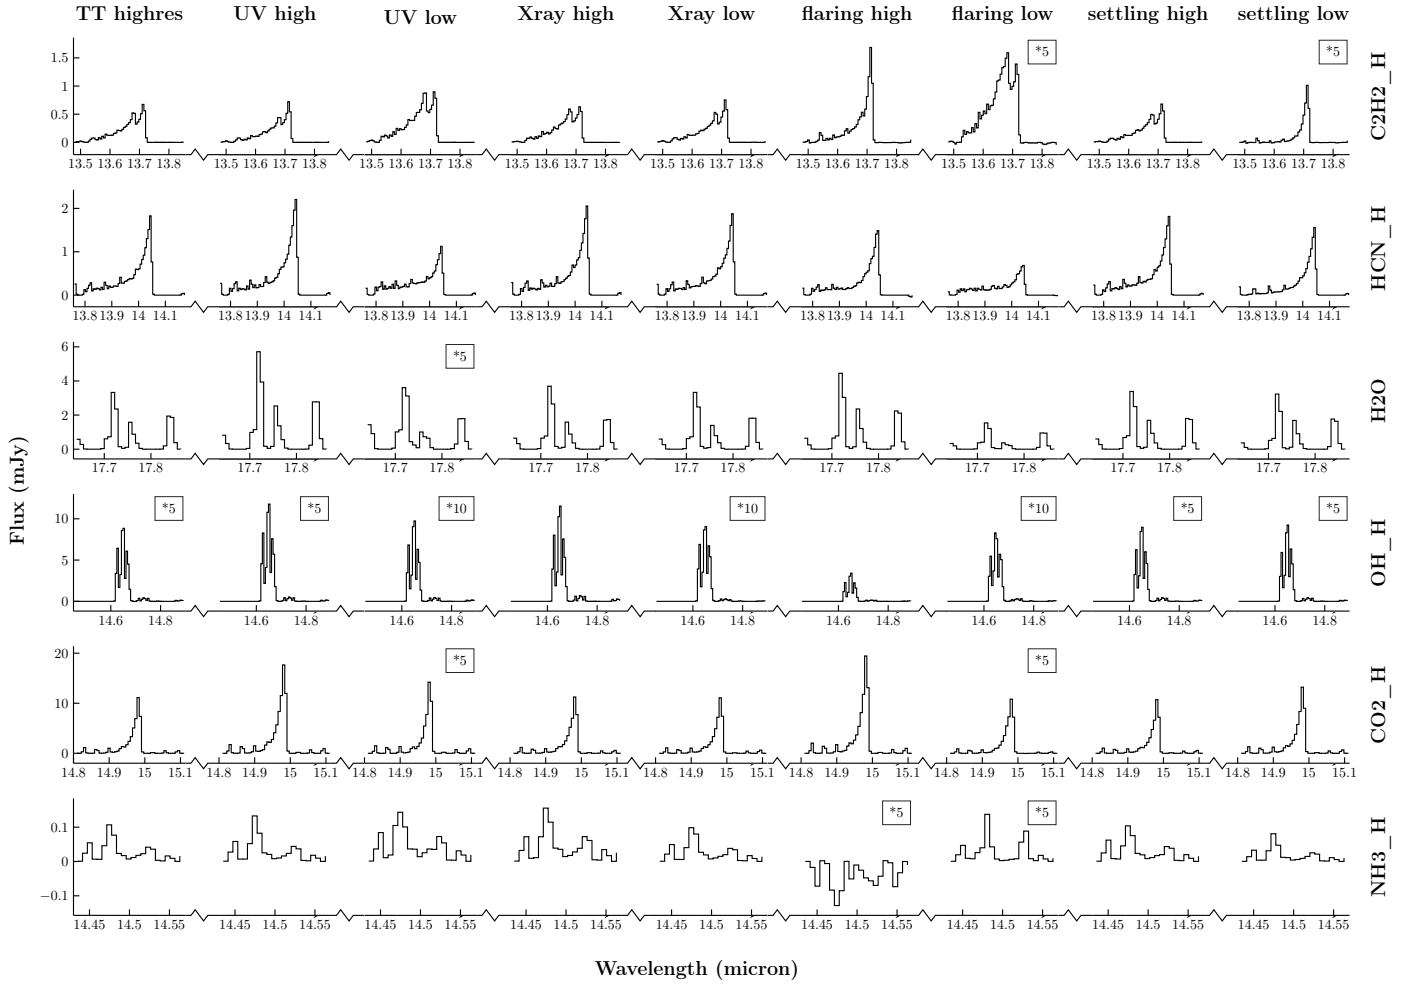 TT highres UV high UV low Xray high Xray low flaring high flaring low settling high settling low
*5 *5
1.5
1
0.5
0
C2H2_H
13.5 13.6 13.7 13.8 13.5 13.6 13.7 13.5 13.6 13.7 13.8 13.5 13.6 13.7 13.5 13.6 13.7 13.5 13.6 13.7 13.8 13.5 13.6 13.7 13.8 13.5 13.6 13.7 13.8 13.5 13.6 13.7 13.8
2
1
0
HCN_H
13.8 13.9 14 14.1 13.8 13.9 14 14.1 13.8 13.9 14 14.1 13.8 13.9 14 14.1 13.8 13.9 14 14.1 13.8 13.9 14 14.1 13.8 13.9 14 14.1 13.8 13.9 14 14.1 13.8 13.9 14 14.1
*5
6
4
2
0
H2O
17.7 17.8 17.7 17.8 17.7 17.8 17.7 17.8 17.7 17.8 17.7 17.8 17.7 17.8 17.7 17.8 17.7 17.8
Flux (mJy)
*5 *5 *10 *10 *10 *5 *5
10
5
0
OH_H
14.6 14.8 14.6 14.8 14.6 14.8 14.6 14.8 14.6 14.8 14.6 14.8 14.6 14.8 14.6 14.8 14.6 14.8
*5 *5
20
10
0
CO2_H
14.8 14.9 15 15.1 14.8 14.9 15 15.1 14.8 14.9 15 15.1 14.8 14.9 15 15.1 14.8 14.9 15 15.1 14.8 14.9 15 15.1 14.8 14.9 15 15.1 14.8 14.9 15 15.1 14.8 14.9 15 15.1
*5 *5
0.1
0
−0.1
NH3_H
14.45 14.5 14.55 14.45 14.5 14.55 14.45 14.5 14.55 14.45 14.5 14.55 14.45 14.5 14.55 14.45 14.5 14.55 14.45 14.5 14.55 14.45 14.5 14.55 14.45 14.5 14.55
Wavelength (micron)